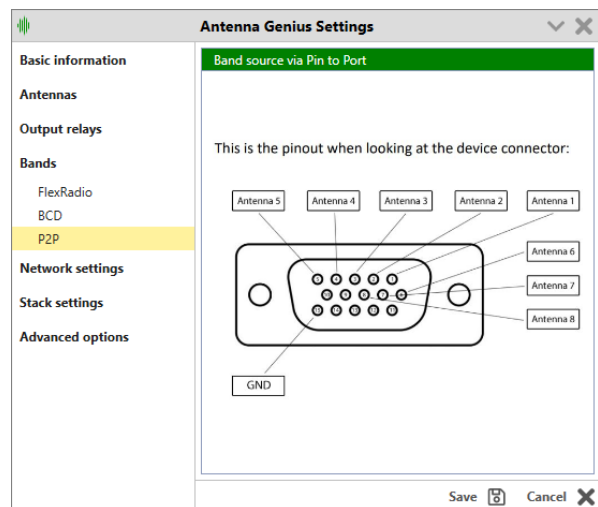 Antenna Genius Settings
Basic information
Antennas
Output relays
Bands
FlexRadio
BCD
P2P
Network settings
Stack settings
Advanced options
Band source via Pin to Port
This is the pinout when looking at the device connector:
Antenna 5
Antenna 4
Antenna 3
Antenna 2
Antenna 1
Antenna 6
Antenna 7
Antenna 8
GND
Save
Cancel